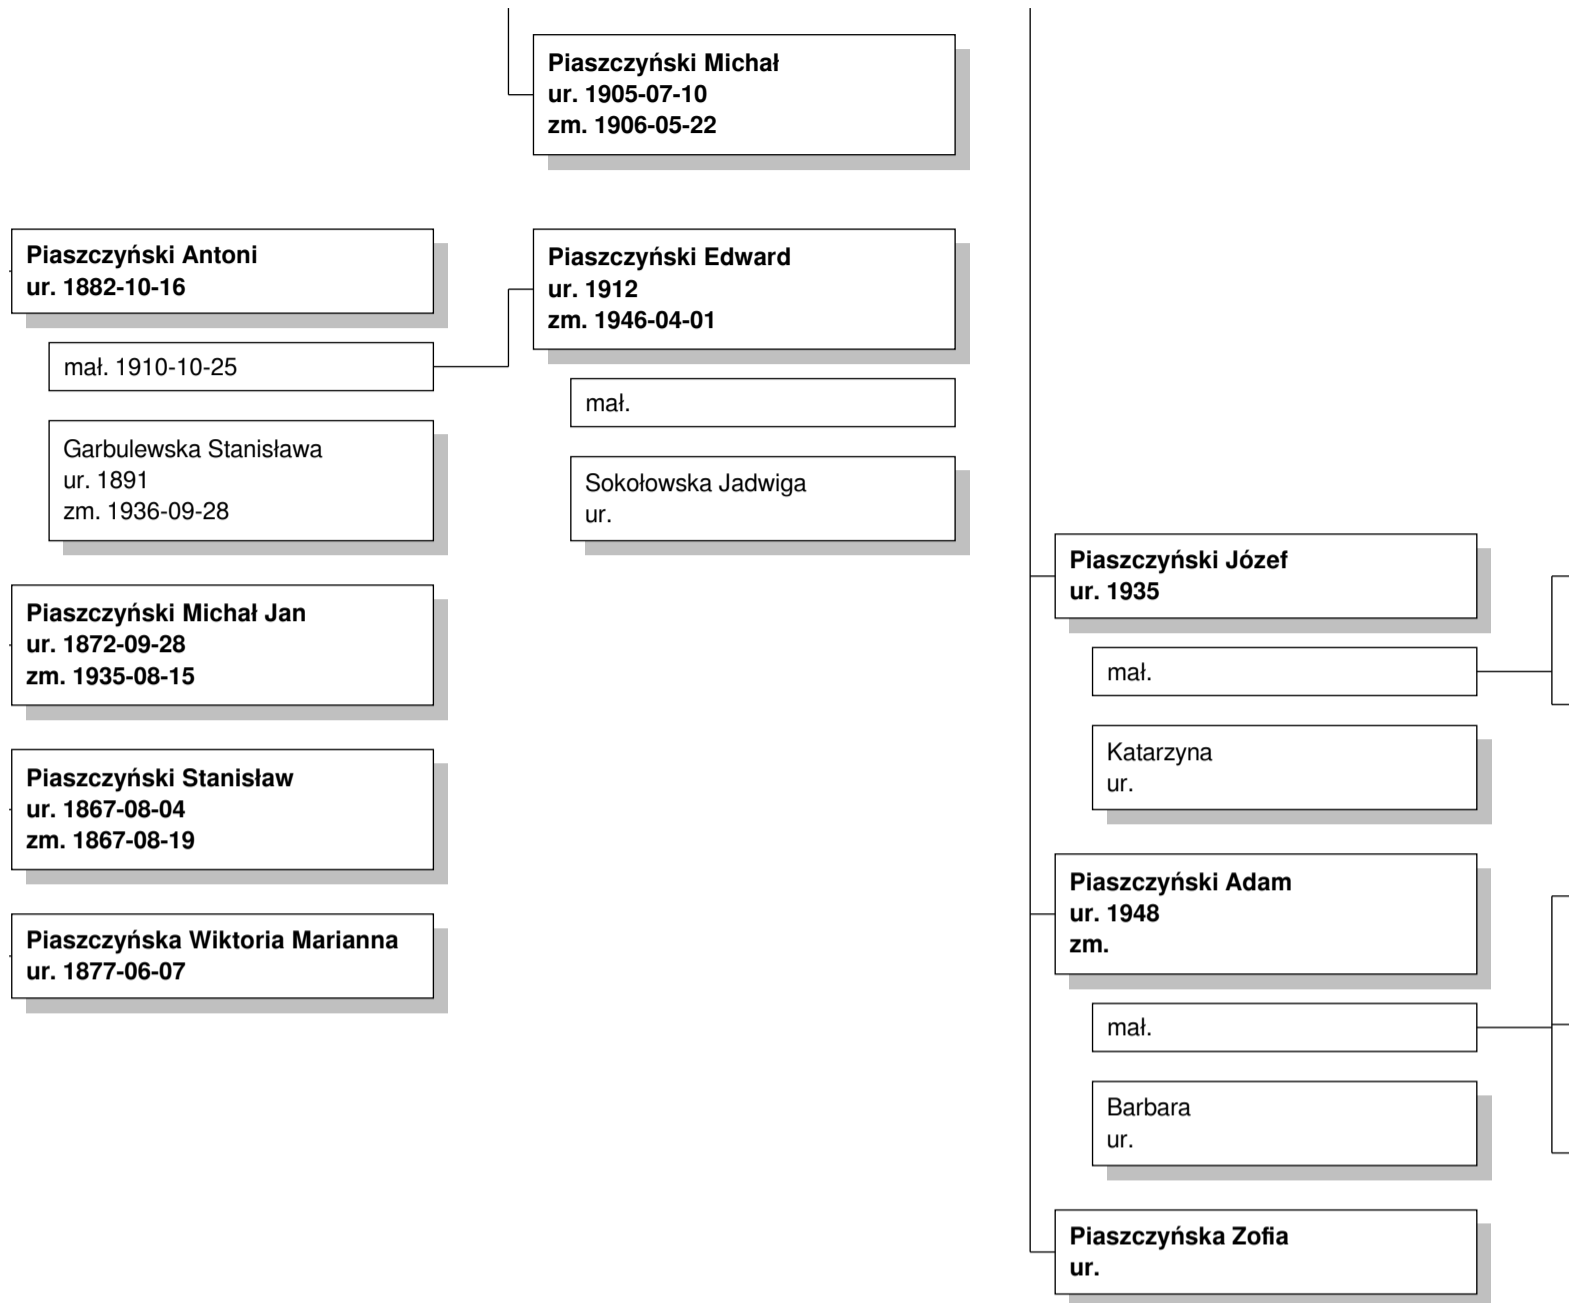 Piaszczyński Michał
ur. 1905-07-10
zm. 1906-05-22
Piaszczyński Antoni
ur. 1882-10-16
mał. 1910-10-25
Garbulewska Stanisława
ur. 1891
zm. 1936-09-28
Piaszczyński Edward
ur. 1912
zm. 1946-04-01
mał.
Sokołowska Jadwiga
ur.
Piaszczyński Michał Jan
ur. 1872-09-28
zm. 1935-08-15
Piaszczyński Stanisław
ur. 1867-08-04
zm. 1867-08-19
Piaszczyńska Wiktoria Marianna
ur. 1877-06-07
Piaszczyński Józef
ur. 1935
mał.
Katarzyna
ur.
Piaszczyński Adam
ur. 1948
zm.
mał.
Barbara
ur.
Piaszczyńska Zofia
ur.